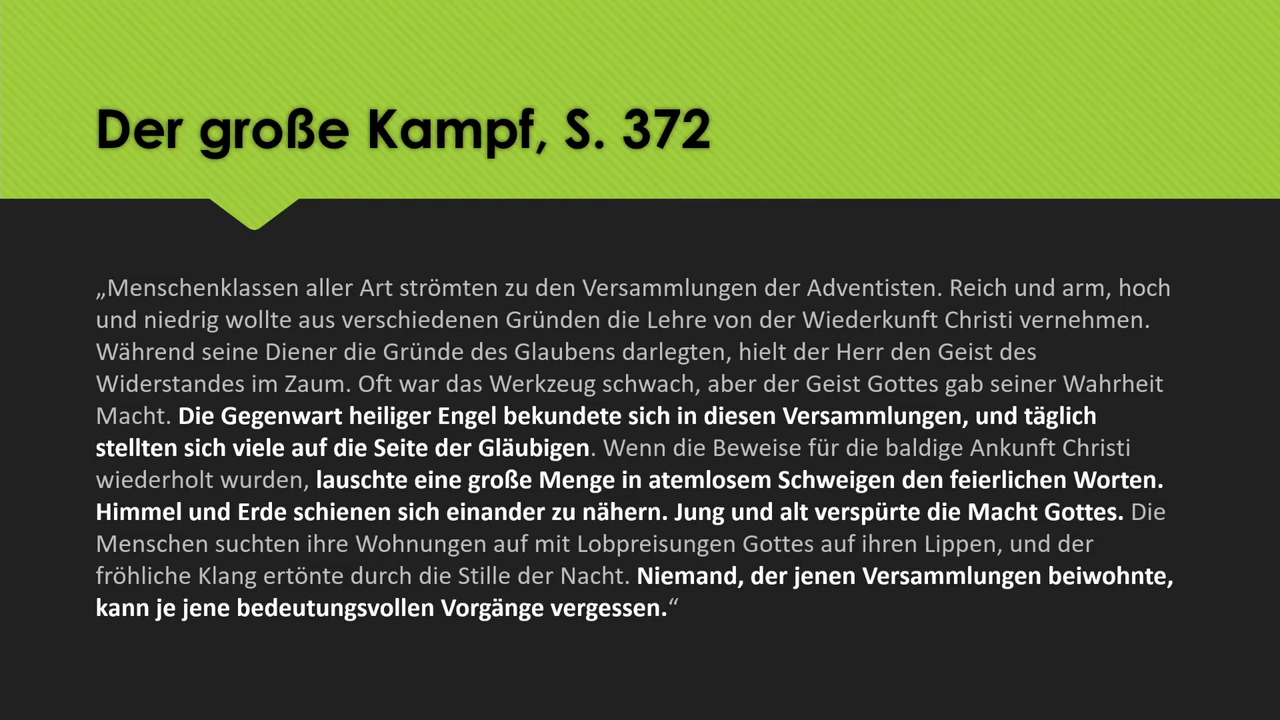 Der große Kampf, S. 372
„Menschenklassen aller Art strömten zu den Versammlungen der Adventisten. Reich und arm, hoch
und niedrig wollte aus verschiedenen Gründen die Lehre von der Wiederkunft Christi vernehmen.
Während seine Diener die Gründe des Glaubens darlegten, hielt der Herr den Geist des
Widerstandes im Zaum. Oft war das Werkzeug schwach, aber der Geist Gottes gab seiner Wahrheit
Macht. Die Gegenwart heiliger Engel bekundete sich in diesen Versammlungen, und täglich
stellten sich viele auf die Seite der Gläubigen. Wenn die Beweise für die baldige Ankunft Christi
wiederholt wurden, lauschte eine große Menge in atemlosem Schweigen den feierlichen Worten.
Himmel und Erde schienen sich einander zu nähern. Jung und alt verspürte die Macht Gottes. Die
Menschen suchten ihre Wohnungen auf mit Lobpreisungen Gottes auf ihren Lippen, und der
fröhliche Klang ertönte durch die Stille der Nacht. Niemand, der jenen Versammlungen beiwohnte,
kann je jene bedeutungsvollen Vorgänge vergessen.“